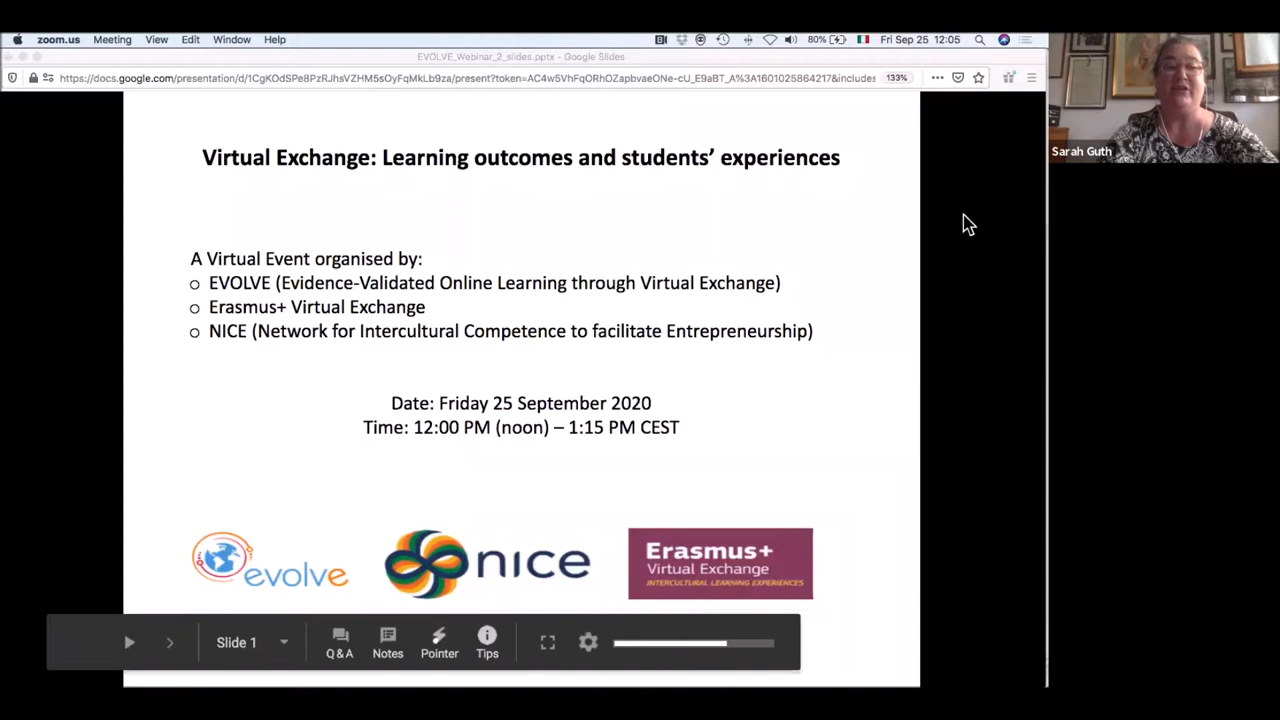 zoom.us Meeting View Edit Window Help 80% Fri Sep 25 12:05
EVOLVE_Webinar_2_slides.pptx - Google Slides
133%
Sarah Guth
Virtual Exchange: Learning outcomes and students’ experiences
A Virtual Event organised by:
o EVOLVE (Evidence-Validated Online Learning through Virtual Exchange)
o Erasmus+ Virtual Exchange
o NICE (Network for Intercultural Competence to facilitate Entrepreneurship)
Date: Friday 25 September 2020
Time: 12:00 PM (noon) – 1:15 PM CEST
evolve
nice
Erasmus+
Virtual Exchange
INTERCULTURAL LEARNING EXPERIENCES
Slide 1
Q & A Notes Pointer Tips